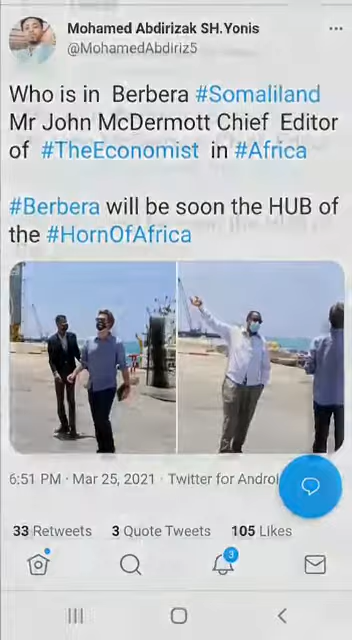 Mohamed Abdirizak SH.Yonis
@MohamedAbdiriz5
Who is in Berbera #Somaliland
Mr John McDermott Chief Editor
of #TheEconomist in #Africa
#Berbera will be soon the HUB of
the #HornOfAfrica
6:51 PM · Mar 25, 2021 · Twitter for Androi
33 Retweets 3 Quote Tweets 105 Likes
3